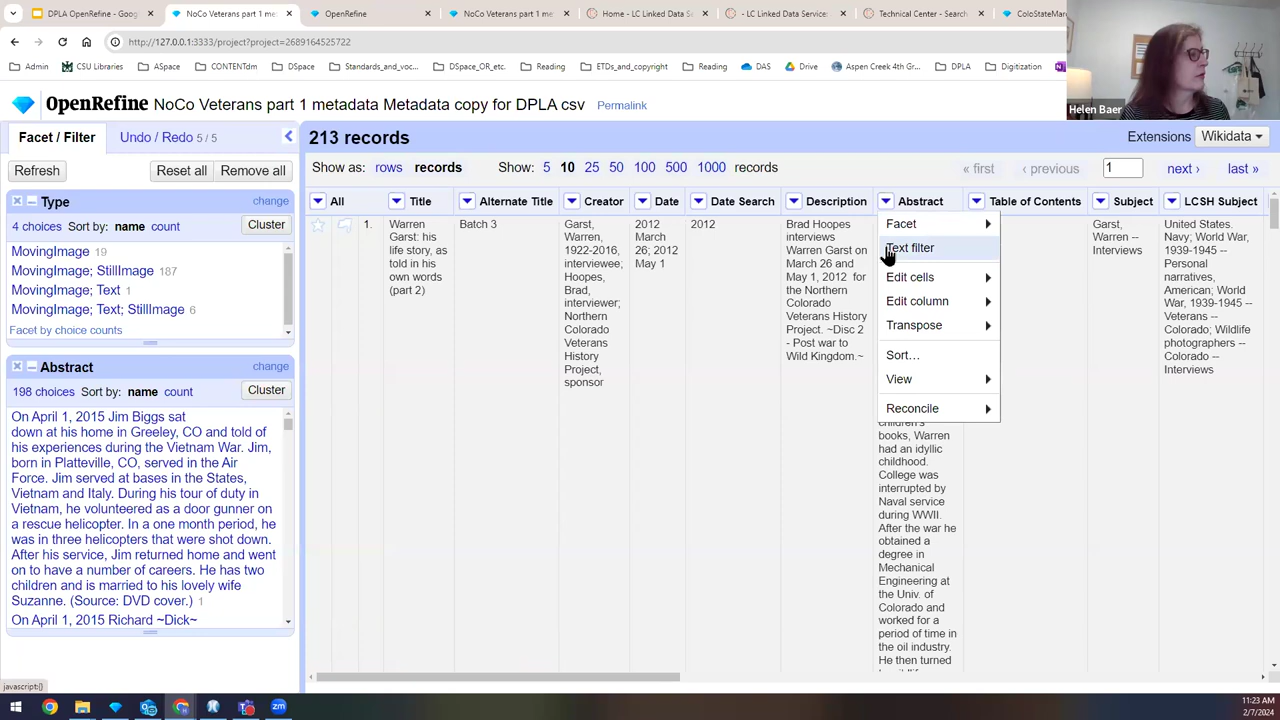 DPLA OpenRefine - Google
NoCo Veterans part 1 me
OpenRefine
NoCo Veterans part 1 me
Home - LC Linked Data Se
- LC Linked Data Service:
Technical Center - Search
ColoStateMar
http://127.0.0.1:3333/project?project=2689164525722
Admin
CSU Libraries
ASpace
CONTENTdm
DSpace
Standards_and_voc...
DSpace_OR_etc.
Reading
ETDs_and_copyright
Reading
DAS
Drive
Aspen Creek 4th Gr...
DPLA
Digitization
Helen Baer
OpenRefine NoCo Veterans part 1 metadata Metadata copy for DPLA csv Permalink
Facet / Filter
Undo / Redo 5 / 5
213 records
Extensions Wikidata
Refresh
Reset all
Remove all
Show as: rows records
Show: 5 10 25 50 100 500 1000 records
« first ‹ previous 1 next › last »
Type
change
4 choices Sort by: name count
Cluster
MovingImage 19
MovingImage; StillImage 187
MovingImage; Text 1
MovingImage; Text; StillImage 6
Facet by choice counts
Abstract
change
198 choices Sort by: name count
Cluster
On April 1, 2015 Jim Biggs sat
down at his home in Greeley, CO and told of
his experiences during the Vietnam War. Jim,
born in Platteville, CO, served in the Air
Force. Jim served at bases in the States,
Vietnam and Italy. During his tour of duty in
Vietnam, he volunteered as a door gunner on
a rescue helicopter. In a one month period, he
was in three helicopters that were shot down.
After his service, Jim returned home and went
on to have a number of careers. He has two
children and is married to his lovely wife
Suzanne. (Source: DVD cover.) 1
On April 1, 2015 Richard ~Dick~
All
Title
Alternate Title
Creator
Date
Date Search
Description
Abstract
Table of Contents
Subject
LCSH Subject
1.
Warren
Garst: his
life story, as
told in his
own words
(part 2)
Batch 3
Garst,
Warren,
1922-2016,
interviewee;
Hoopes,
Brad,
interviewer;
Northern
Colorado
Veterans
History
Project,
sponsor
2012
March
26; 2012
May 1
2012
Brad Hoopes
interviews
Warren Garst on
March 26 and
May 1, 2012 for
the Northern
Colorado
Veterans History
Project. ~Disc 2
- Post war to
Wild Kingdom.~
Facet
Text filter
Edit cells
Edit column
Transpose
Sort…
View
Reconcile
children's
books, Warren
had an idyllic
childhood.
College was
interrupted by
Naval service
during WWII.
After the war he
obtained a
degree in
Mechanical
Engineering at
the Univ. of
Colorado and
worked for a
period of time in
the oil industry.
He then turned
Garst,
Warren --
Interviews
United States.
Navy; World War,
1939-1945 --
Personal
narratives,
American; World
War, 1939-1945 --
Veterans --
Colorado; Wildlife
photographers --
Colorado --
Interviews
javascript:{}
11:23 AM
2/7/2024